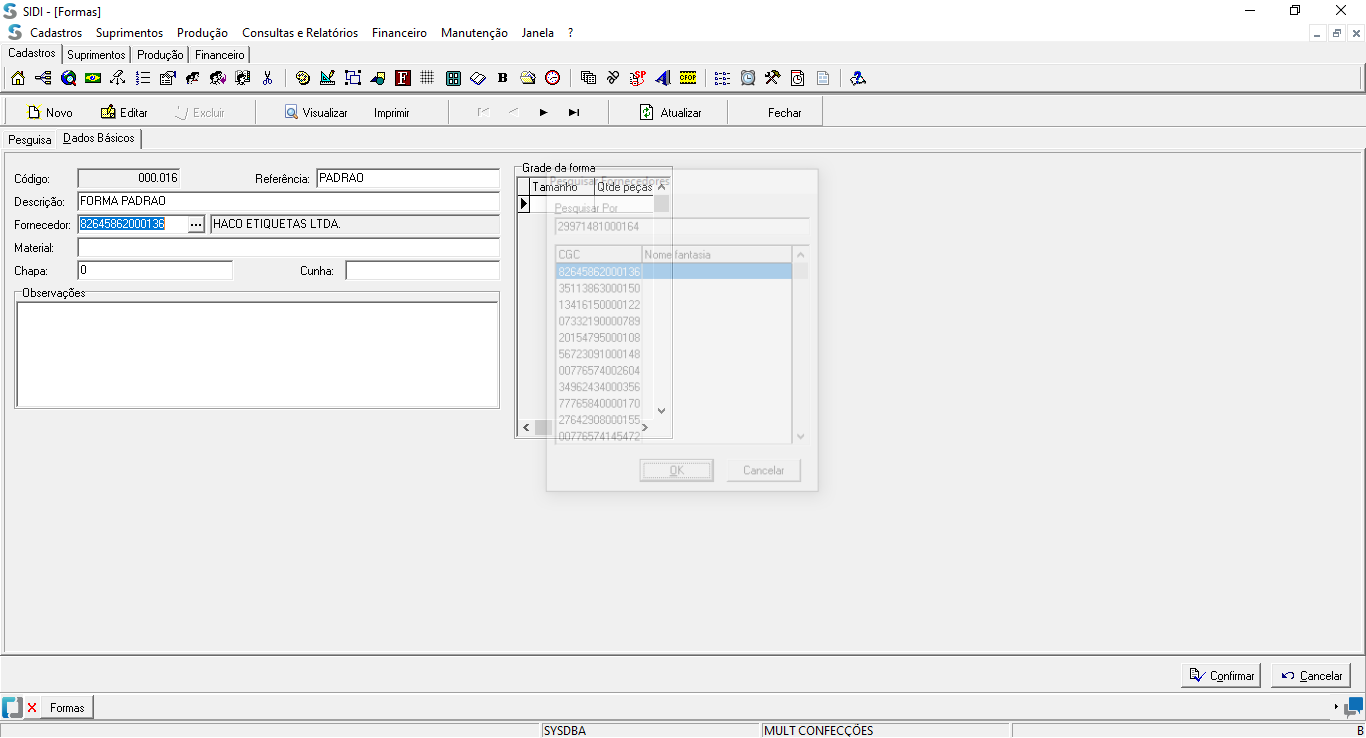 SIDI - [Formas]
Cadastros Suprimentos Produção Consultas e Relatórios Financeiro Manutenção Janela ?
Cadastros Suprimentos Produção Financeiro
F B SP CFOP
Novo Editar Excluir Visualizar Imprimir Atualizar Fechar
Pesquisa Dados Básicos
Código: 000.016 Referência: PADRAO
Descrição: FORMA PADRAO
Fornecedor: 82645862000136 ... HACO ETIQUETAS LTDA.
Material:
Chapa: 0 Cunha:
Observações
Grade da forma
Tamanho Qtde peças
Pesquisar Fornecedores
Pesquisar Por
29971481000164
CGC Nome fantasia
82645862000136
35113863000150
13416150000122
07332190000789
20154795000108
56723091000148
00776574002604
34962434000356
77765840000170
27642908000155
00776574145472
OK Cancelar
Confirmar Cancelar
Formas
SYSDBA MULT CONFECÇÕES B